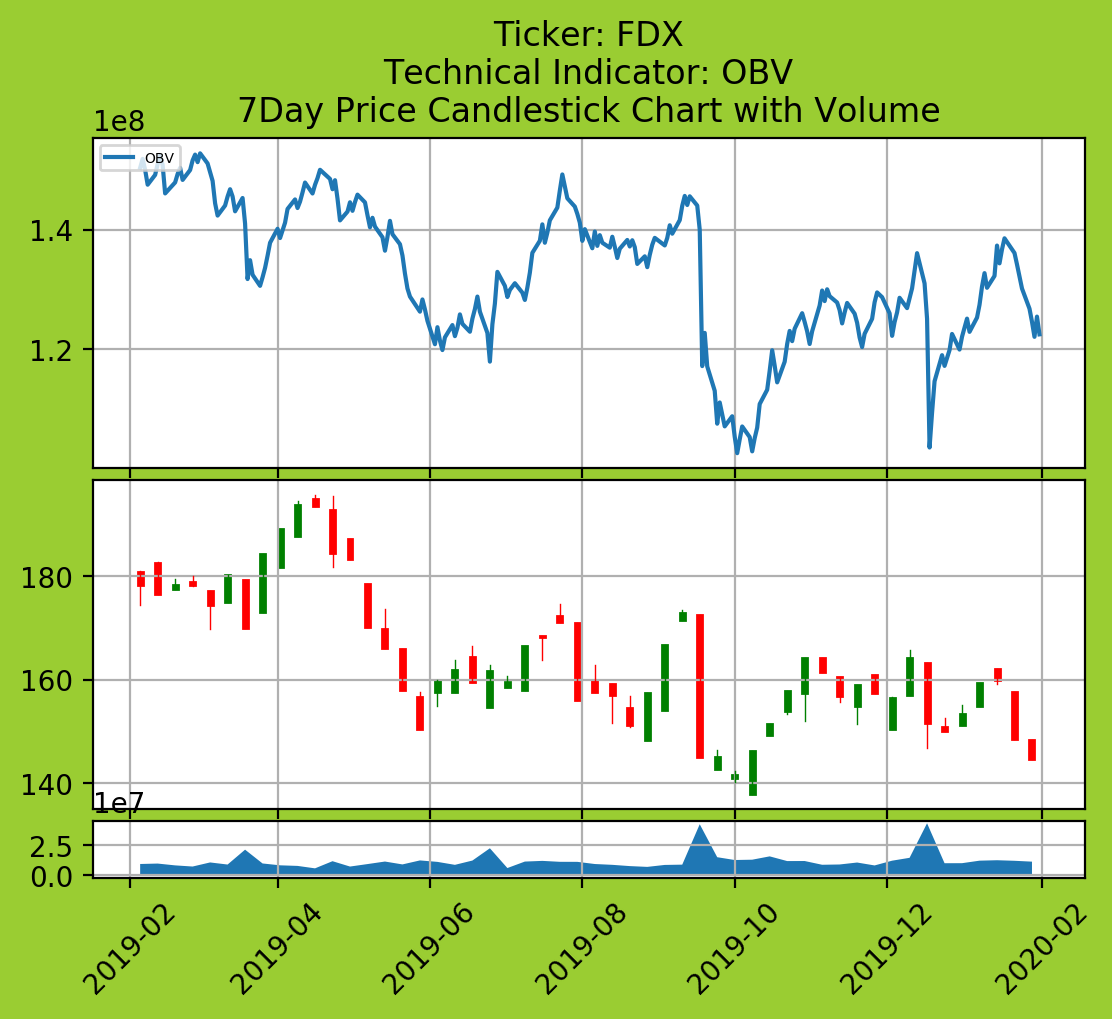 Ticker: FDX
Technical Indicator: OBV
7Day Price Candlestick Chart with Volume
1e8
OBV
1.4
1.2
180
160
140
1e7
2.5
0.0
2019-02
2019-04
2019-06
2019-08
2019-10
2019-12
2020-02